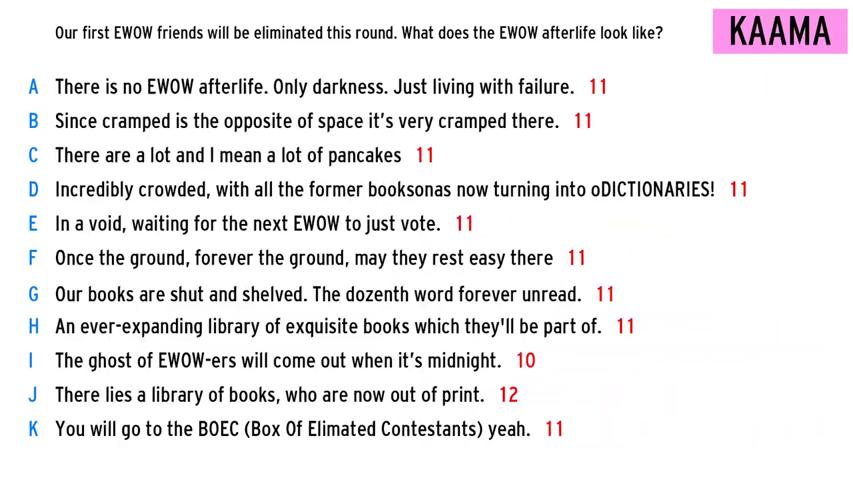 Our first EWOW friends will be eliminated this round. What does the EWOW afterlife look like?
KAAMA
A There is no EWOW afterlife. Only darkness. Just living with failure. 11
B Since cramped is the opposite of space it's very cramped there. 11
C There are a lot and I mean a lot of pancakes 11
D Incredibly crowded, with all the former booksonas now turning into oDICTIONARIES! 11
E In a void, waiting for the next EWOW to just vote. 11
F Once the ground, forever the ground, may they rest easy there 11
G Our books are shut and shelved. The dozenth word forever unread. 11
H An ever-expanding library of exquisite books which they'll be part of. 11
I The ghost of EWOW-ers will come out when it's midnight. 10
J There lies a library of books, who are now out of print. 12
K You will go to the BOEC (Box Of Elimated Contestants) yeah. 11